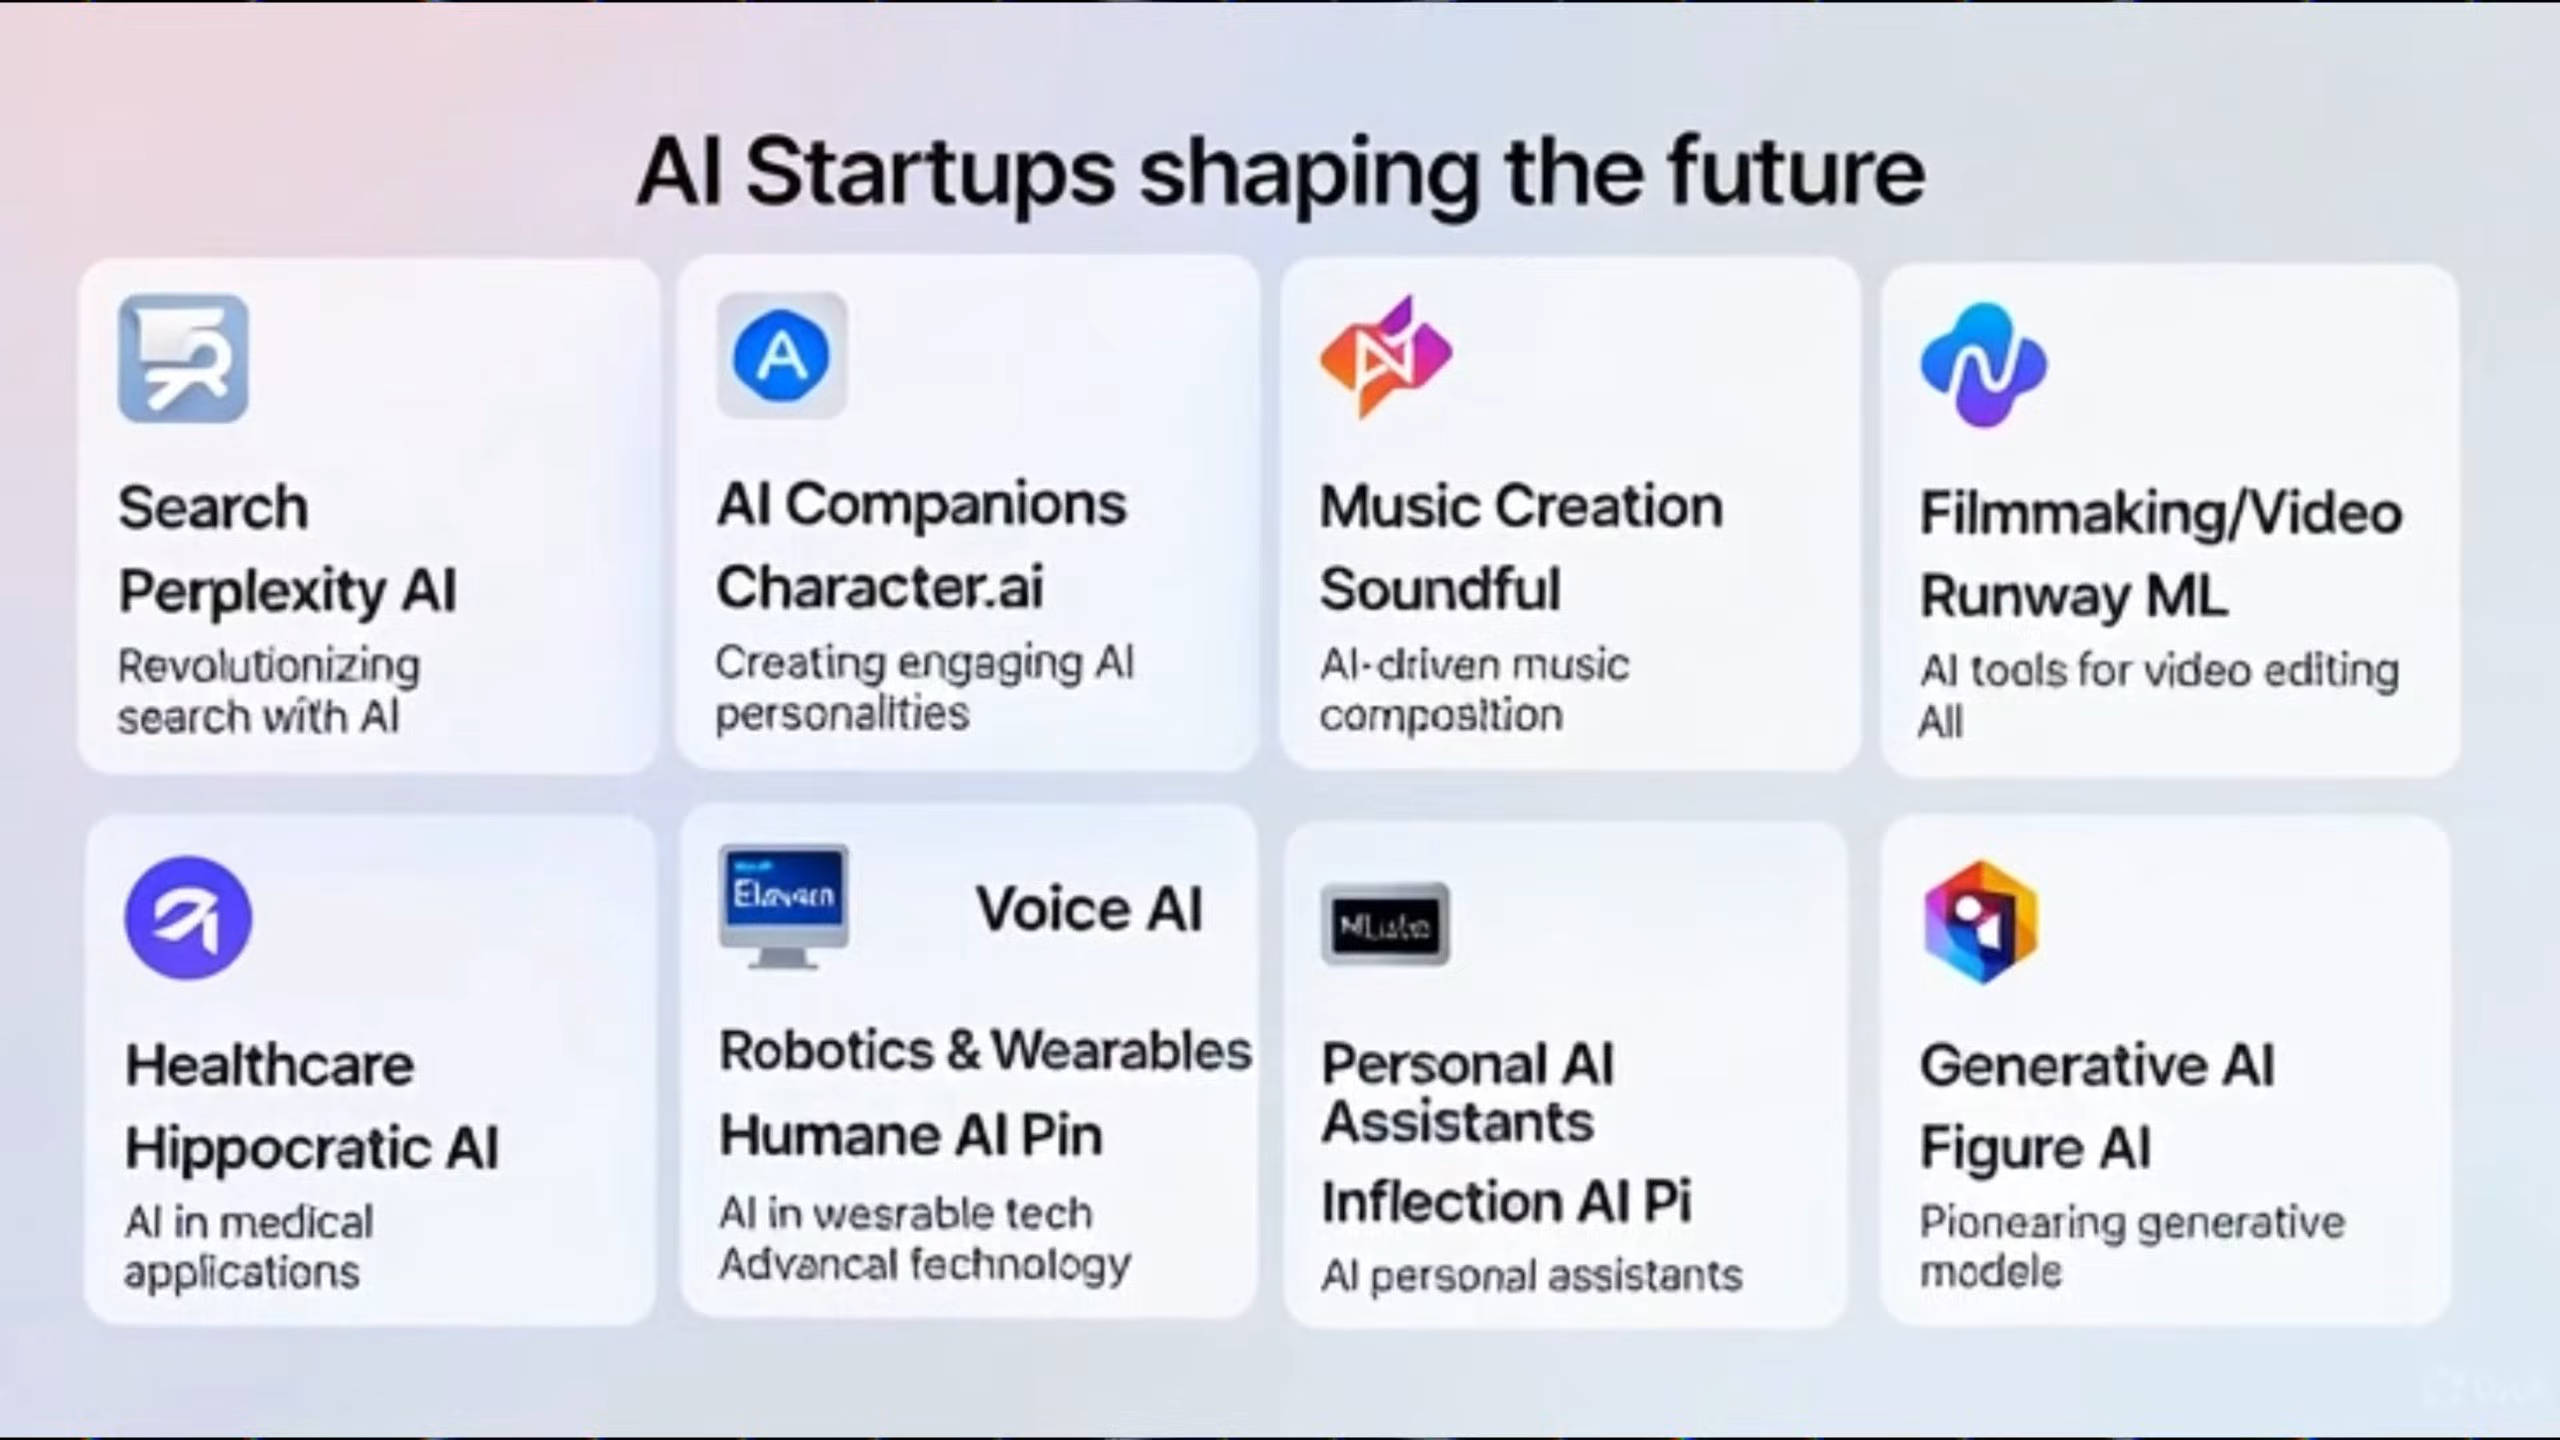 AI Startups shaping the future
Search
Perplexity AI
Revolutionizing
search with AI
AI Companions
Character.ai
Creating engaging AI
personalities
Music Creation
Soundful
AI-driven music
composition
Filmmaking/Video
Runway ML
AI tools for video editing
All
Healthcare
Hippocratic AI
AI in medical
applications
Voice AI
Robotics & Wearables
Humane AI Pin
AI in wesrable tech
Advancal fechnology
Personal AI
Assistants
Inflection AI Pi
AI personal assistants
Generative AI
Figure AI
Pionearing generative
modele